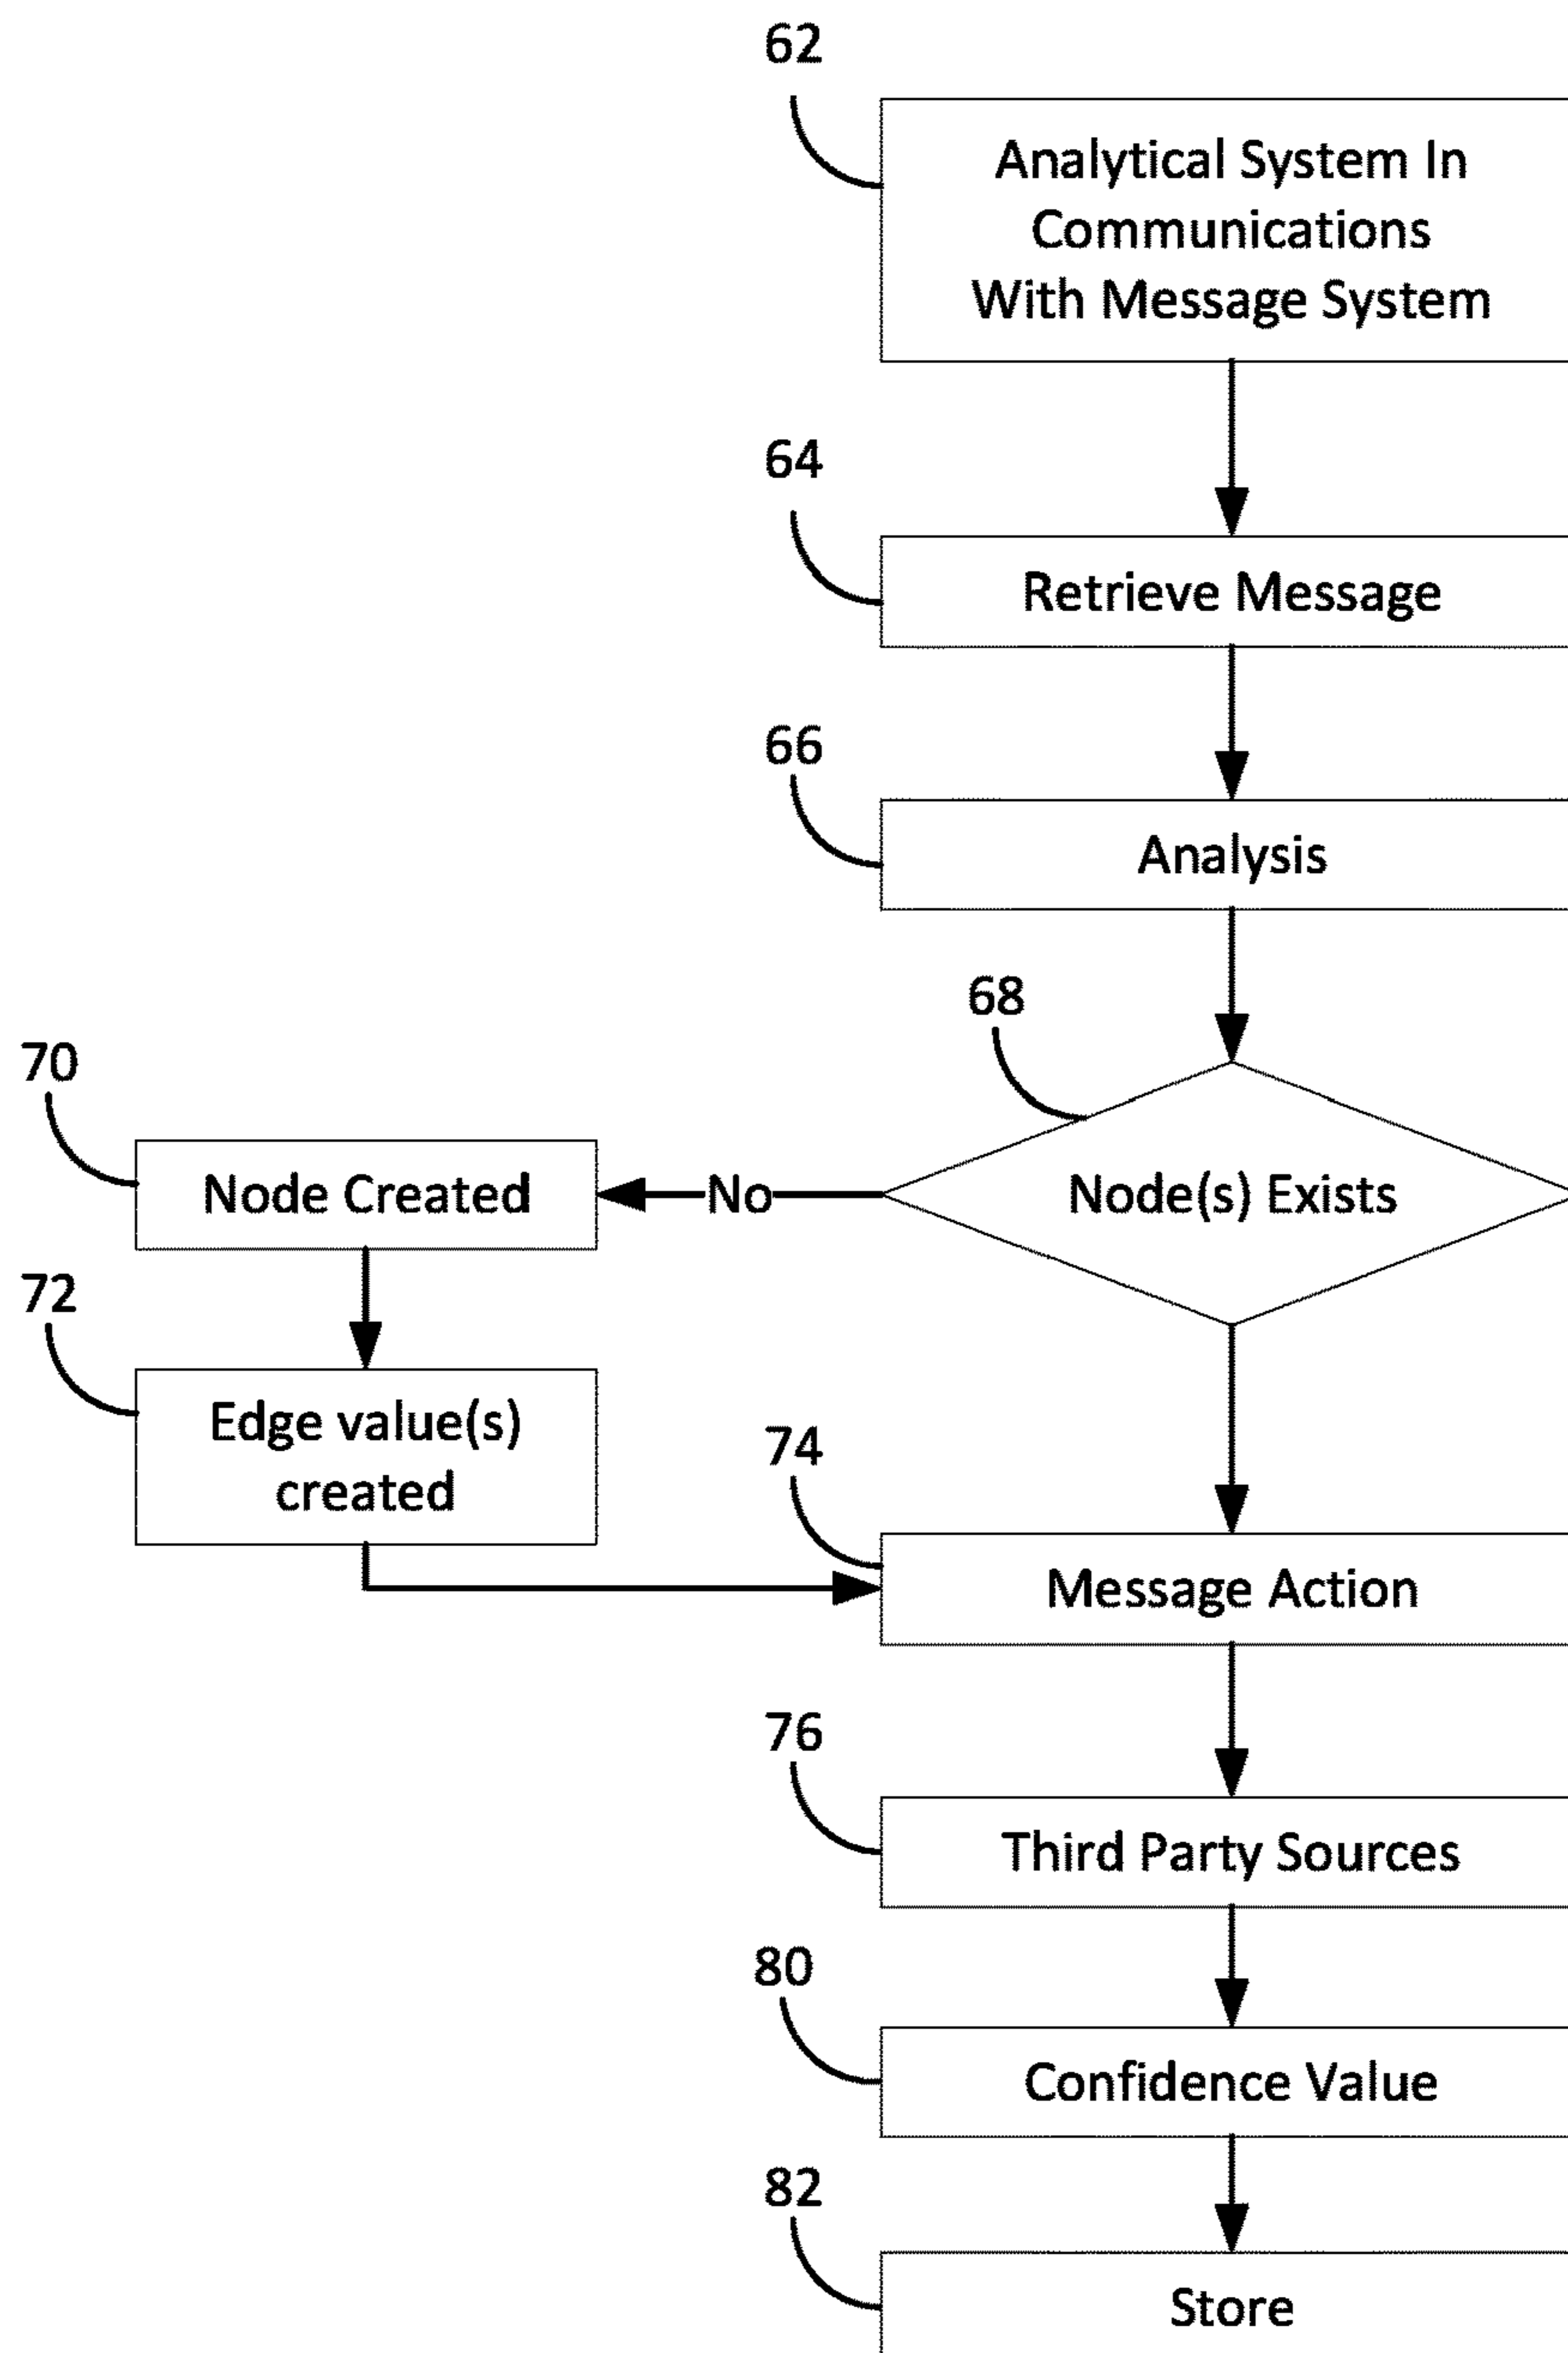 62
Analytical System In
Communications
With Message System
64
Retrieve Message
66
Analysis
68
Node(s) Exists
No
70
Node Created
72
Edge value(s)
created
74
Message Action
76
Third Party Sources
80
Confidence Value
82
Store